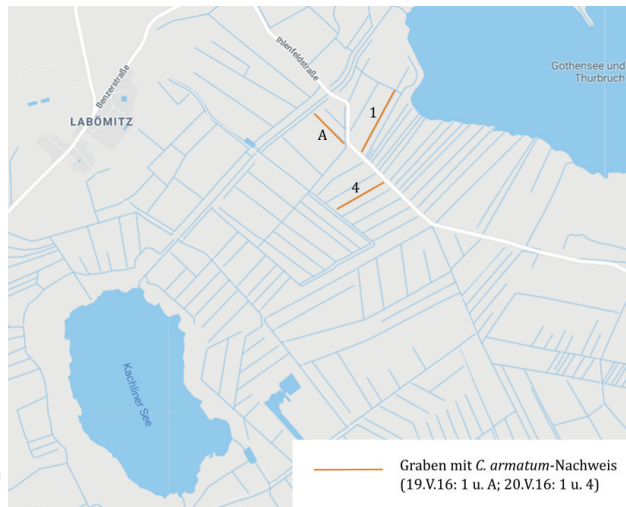 Ihlenfeldstraße
Benzerstraße
Gothensee und
Thurbruch
LABÖMITZ
1
A
4
Kachliner See
Graben mit C. armatum-Nachweis
(19.V.16: 1 u. A; 20.V.16: 1 u. 4)